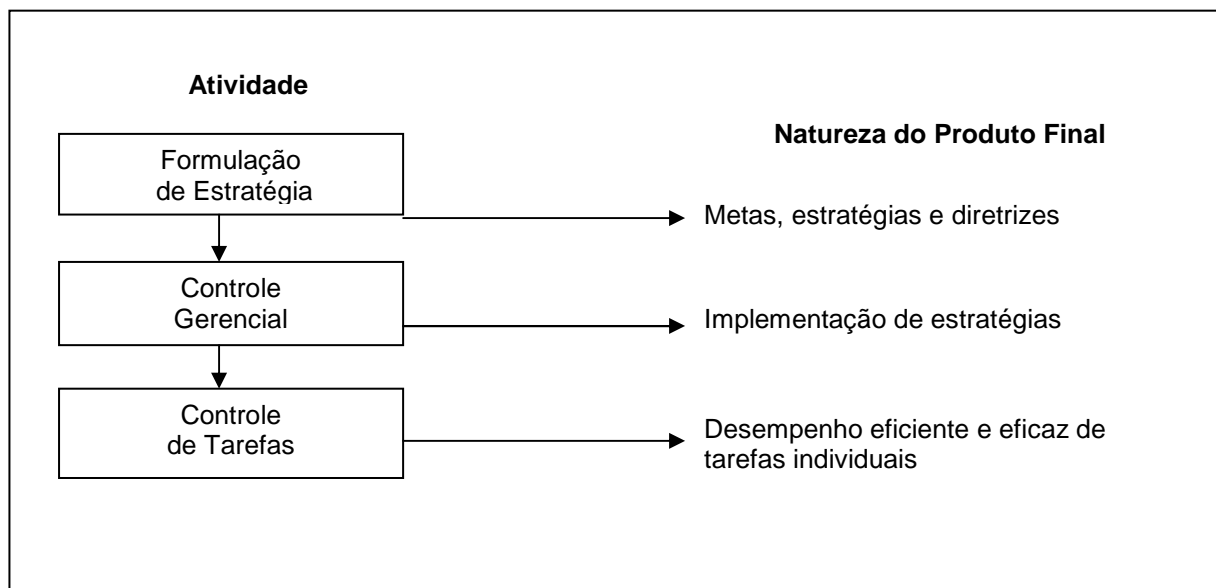 Atividade
Natureza do Produto Final
Formulação
de Estratégia
Metas, estratégias e diretrizes
Controle
Gerencial
Implementação de estratégias
Controle
de Tarefas
Desempenho eficiente e eficaz de
tarefas individuais